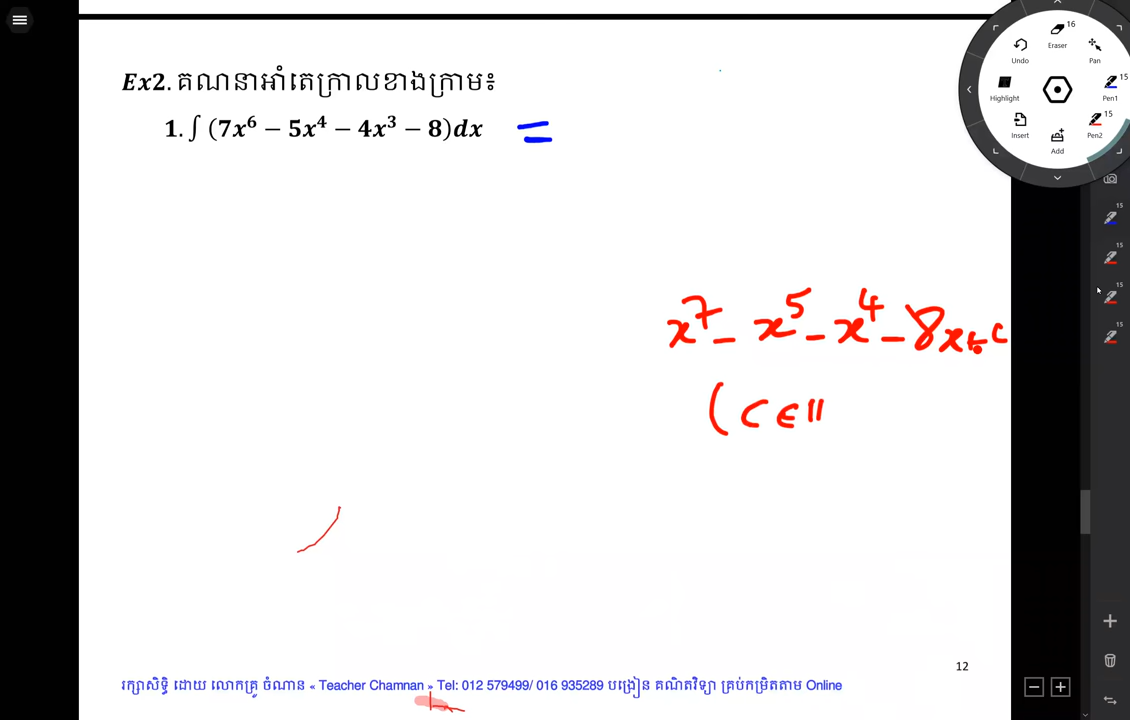 16
Eraser
Undo
Pan
Highlight
15
Pen1
Insert
Add
15
Pen2
Ex2. គណនាអាំតេក្រាលខាងក្រោម៖
1. ∫ (7x⁶ − 5x⁴ − 4x³ − 8)dx =
15
15
15
15
x⁷ - x⁵ - x⁴ - 8x + c
(c ∈
12
រក្សាសិទ្ធិ ដោយ លោកគ្រូ ចំណាន « Teacher Chamnan » Tel: 012 579499/ 016 935289 បង្រៀន គណិតវិទ្យា គ្រប់កម្រិតតាម Online